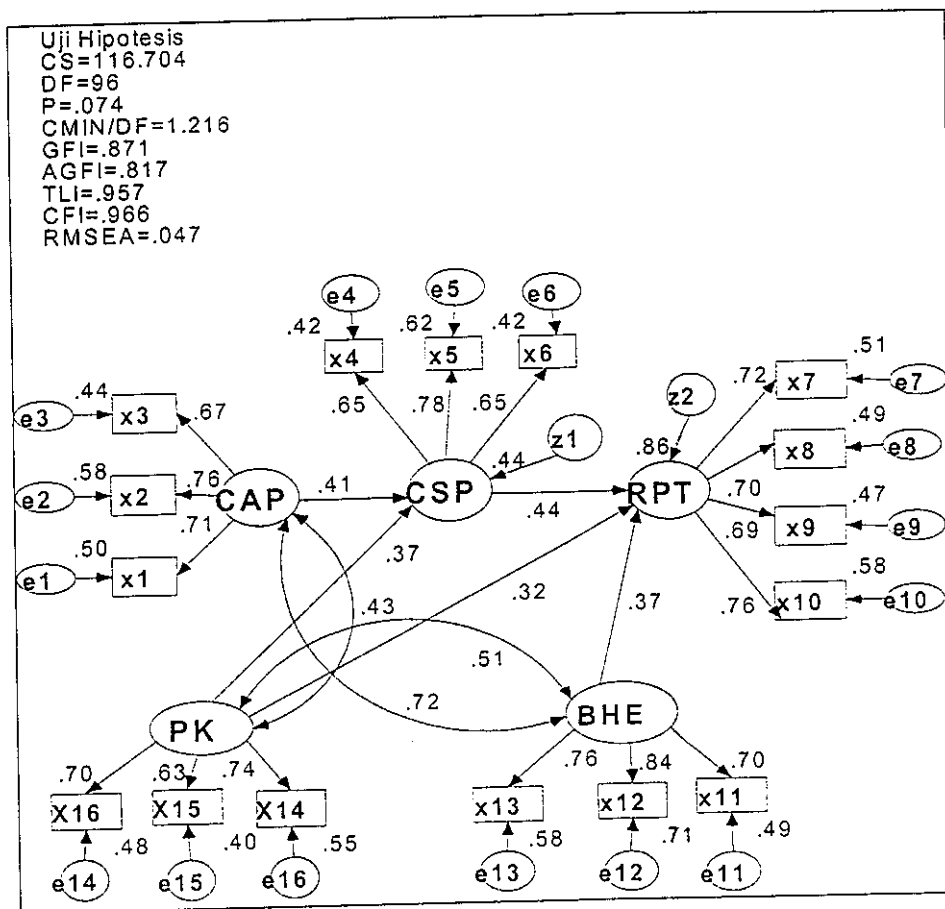 Uji Hipotesis
CS=116.704
DF=96
P=.074
CMIN/DF=1.216
GFI=.871
AGFI=.817
TLI=.957
CFI=.966
RMSEA=.047
e4 e5 e6
.42 .62 .42
x4 x5 x6
.65 .78 .65
.51
.72 x7 e7
z2
.44
e3 x3 .67
z1
.49
.86 x8 e8
.58
e2 x2 .76 CAP .41 CSP .44 RPT .70
.44
.47
.69 x9 e9
.50
e1 x1 .71
.37 .43 .32 .37
.58
.76 x10 e10
.51
.72
PK BHE
.70 .63 .74
.76 .84 .70
X16 X15 X14 x13 x12 x11
.48 .40 .55 .58 .71 .49
e14 e15 e16 e13 e12 e11